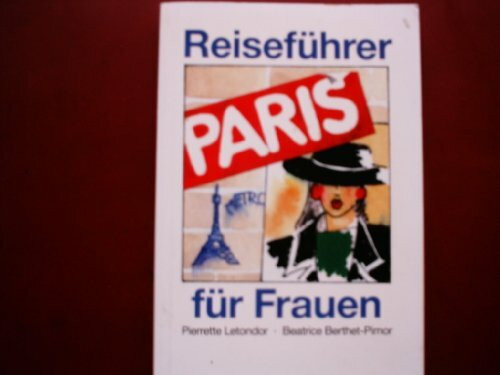 Reiseführer
PARIS
METRO
für Frauen
Pierrette Letondor · Beatrice Berthet-Pirnor